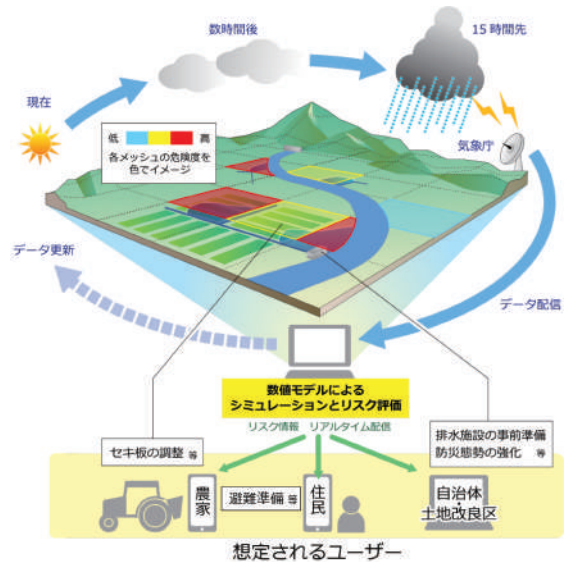 数時間後
15時間先
現在
低 高
各メッシュの危険度を
色でイメージ
気象庁
データ更新
データ配信
数値モデルによる
シミュレーションとリスク評価
リスク情報 リアルタイム配信
セキ板の調整 等
排水施設の事前準備
防災態勢の強化 等
農家
避難準備 等
住民
自治体・
土地改良区
想定されるユーザー